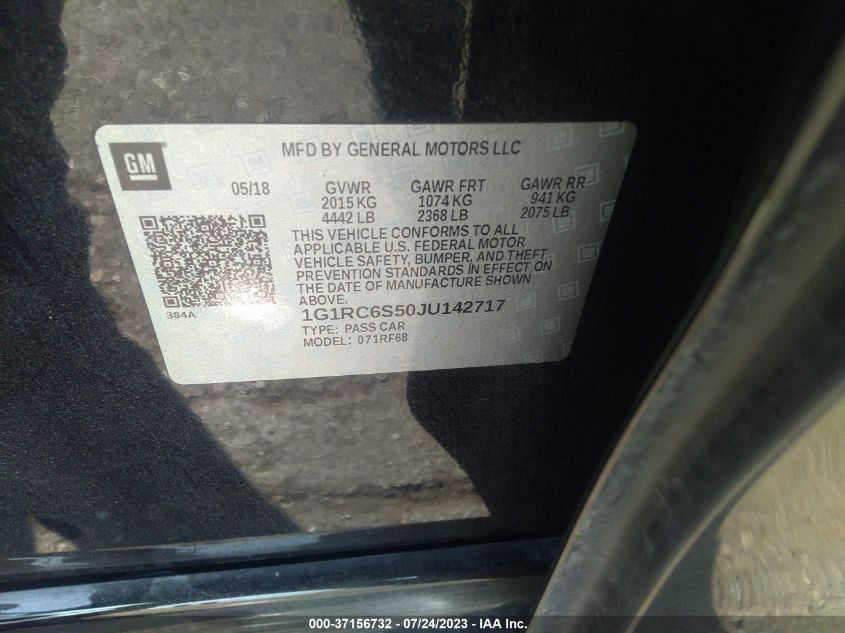 GM
MFD BY GENERAL MOTORS LLC
05/18 GVWR GAWR FRT GAWR RR
2015 KG 1074 KG 941 KG
4442 LB 2368 LB 2075 LB
THIS VEHICLE CONFORMS TO ALL
APPLICABLE U.S. FEDERAL MOTOR
VEHICLE SAFETY, BUMPER, AND THEFT
PREVENTION STANDARDS IN EFFECT ON
THE DATE OF MANUFACTURE SHOWN
ABOVE.
384A
1G1RC6S50JU142717
TYPE: PASS CAR
MODEL: 071RF68
000-37156732 - 07/24/2023 - IAA Inc.